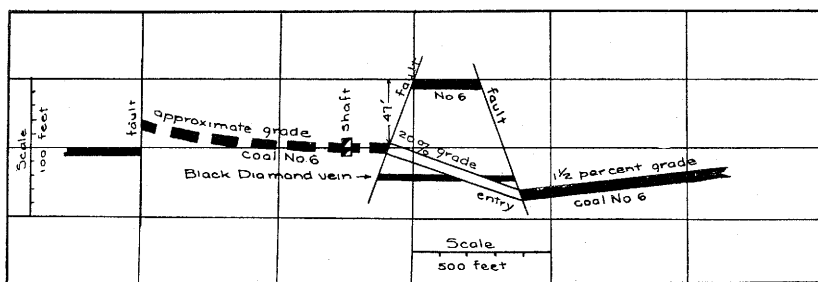 Scale
100 feet
fault
approximate grade
coal No.6
shaft
fault
47'
No 6
fault
20% grade
Black Diamond vein
entry
1½ percent grade
coal No 6
Scale
500 feet